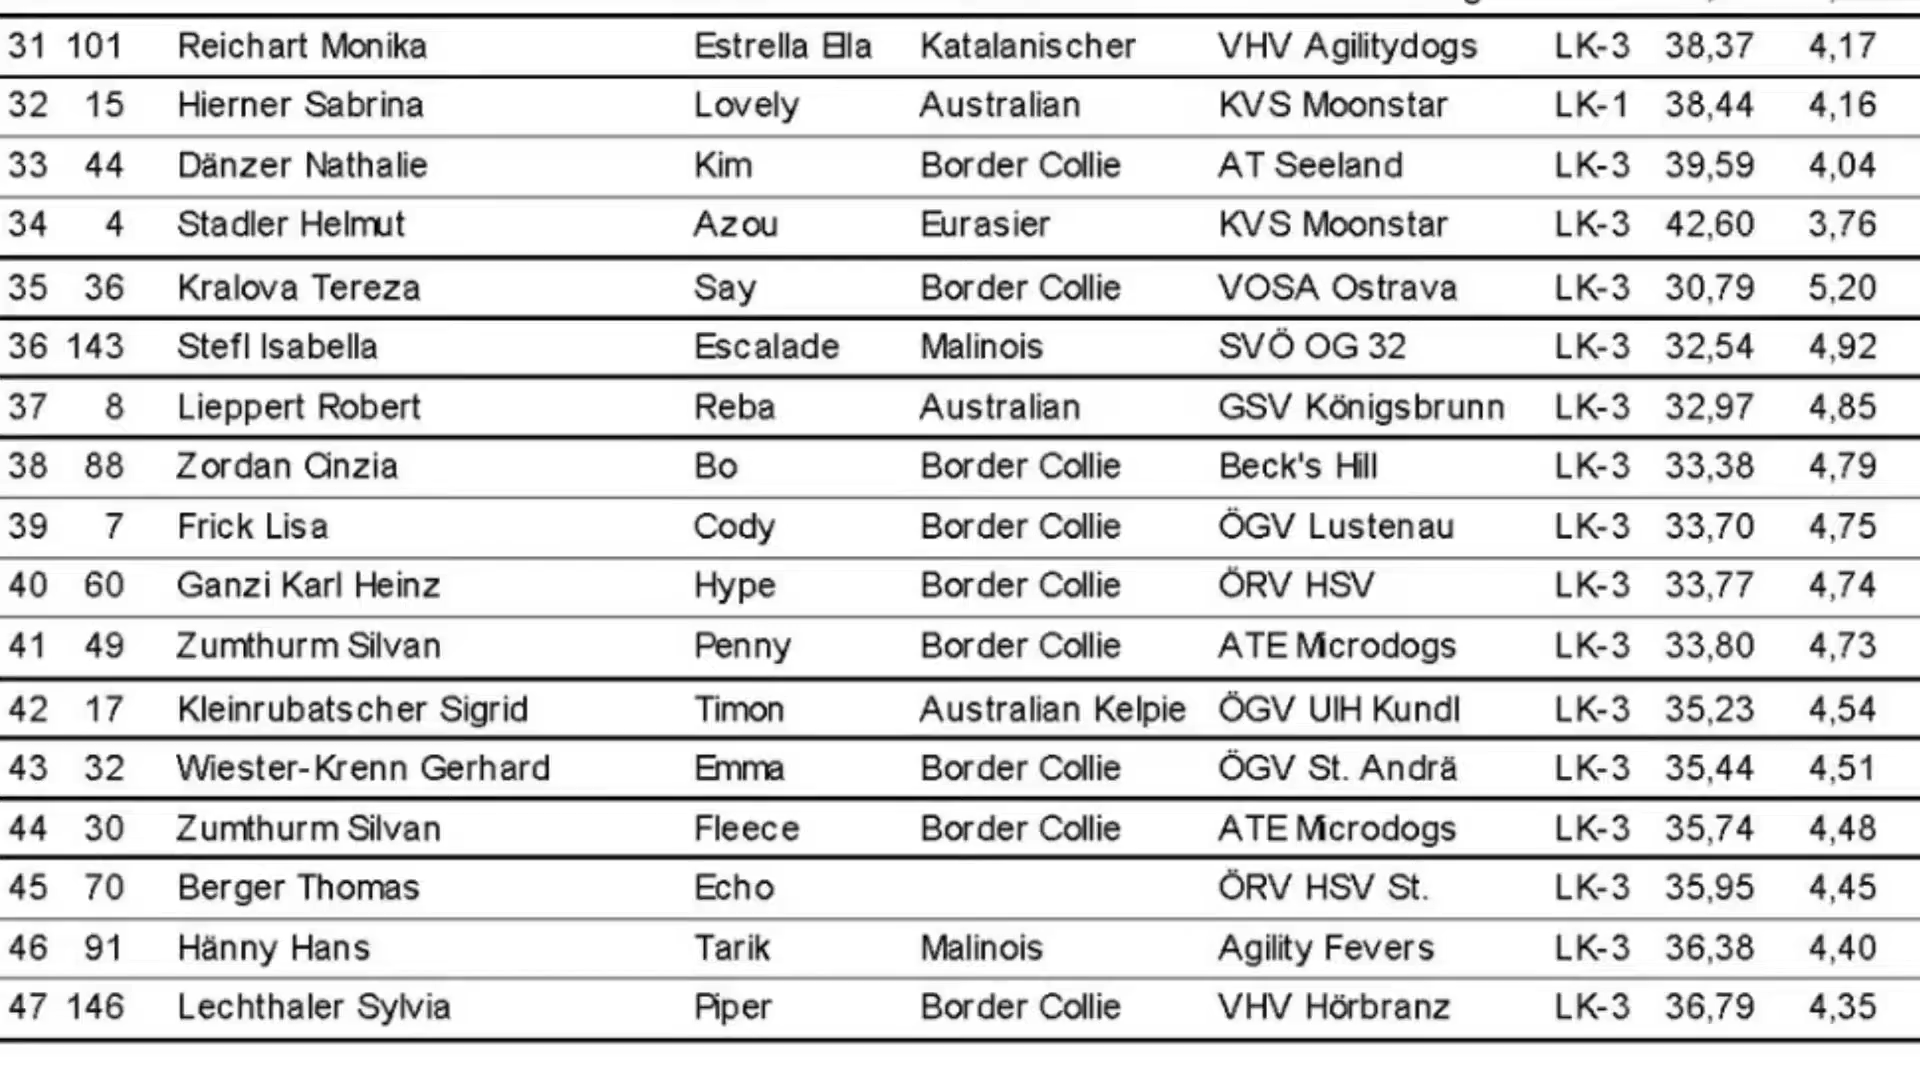 31 101 Reichart Monika Estrella Ella Katalanischer VHV Agilitydogs LK-3 38,37 4,17
32 15 Hierner Sabrina Lovely Australian KVS Moonstar LK-1 38,44 4,16
33 44 Dänzer Nathalie Kim Border Collie AT Seeland LK-3 39,59 4,04
34 4 Stadler Helmut Azou Eurasier KVS Moonstar LK-3 42,60 3,76
35 36 Kralova Tereza Say Border Collie VOSA Ostrava LK-3 30,79 5,20
36 143 Stefl Isabella Escalade Malinois SVÖ OG 32 LK-3 32,54 4,92
37 8 Lieppert Robert Reba Australian GSV Königsbrunn LK-3 32,97 4,85
38 88 Zordan Cinzia Bo Border Collie Beck's Hill LK-3 33,38 4,79
39 7 Frick Lisa Cody Border Collie ÖGV Lustenau LK-3 33,70 4,75
40 60 Ganzi Karl Heinz Hype Border Collie ÖRV HSV LK-3 33,77 4,74
41 49 Zumthurm Silvan Penny Border Collie ATE Microdogs LK-3 33,80 4,73
42 17 Kleinrubatscher Sigrid Timon Australian Kelpie ÖGV UIH Kundl LK-3 35,23 4,54
43 32 Wiester-Krenn Gerhard Emma Border Collie ÖGV St. Andrä LK-3 35,44 4,51
44 30 Zumthurm Silvan Fleece Border Collie ATE Microdogs LK-3 35,74 4,48
45 70 Berger Thomas Echo ÖRV HSV St. LK-3 35,95 4,45
46 91 Hänny Hans Tarik Malinois Agility Fevers LK-3 36,38 4,40
47 146 Lechthaler Sylvia Piper Border Collie VHV Hörbranz LK-3 36,79 4,35